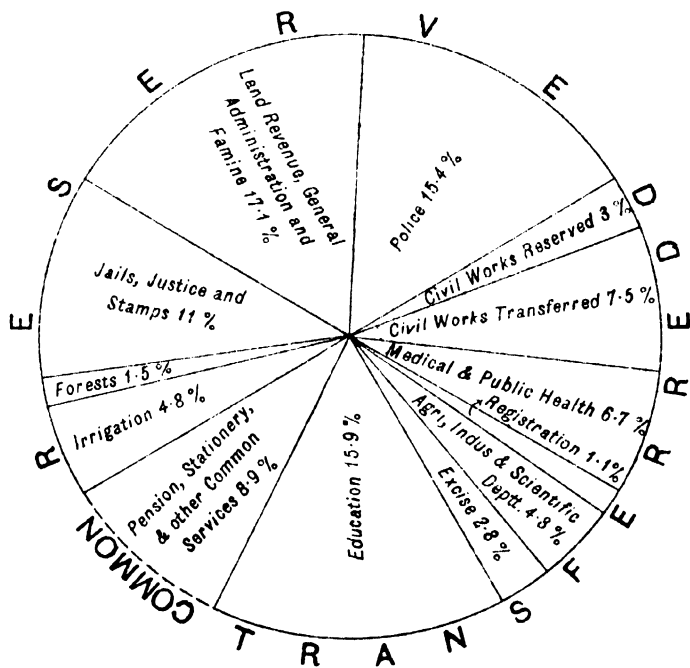 RESERVED
TRANSFERRED
COMMON
Land Revenue, General
Administration and
Famine 17·1 %
Police 15·4 %
Civil Works Reserved 3 %
Civil Works Transferred 7·5 %
Medical & Public Health 6·7 %
Registration 1·1%
Agri, Indus & Scientific
Deptt. 4·3 %
Excise 2·8 %
Education 15·9 %
Pension, Stationery,
& other Common
Services 8·9 %
Irrigation 4·8 %
Forests 1·5 %
Jails, Justice and
Stamps 11 %